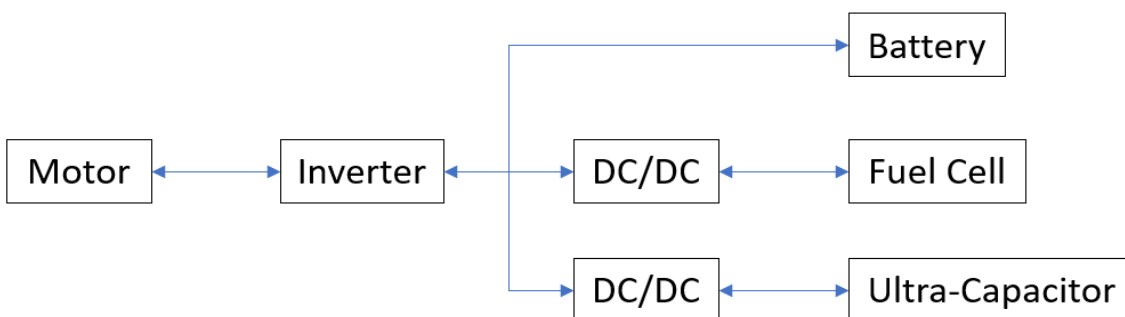 Battery
Motor
Inverter
DC/DC
Fuel Cell
DC/DC
Ultra-Capacitor